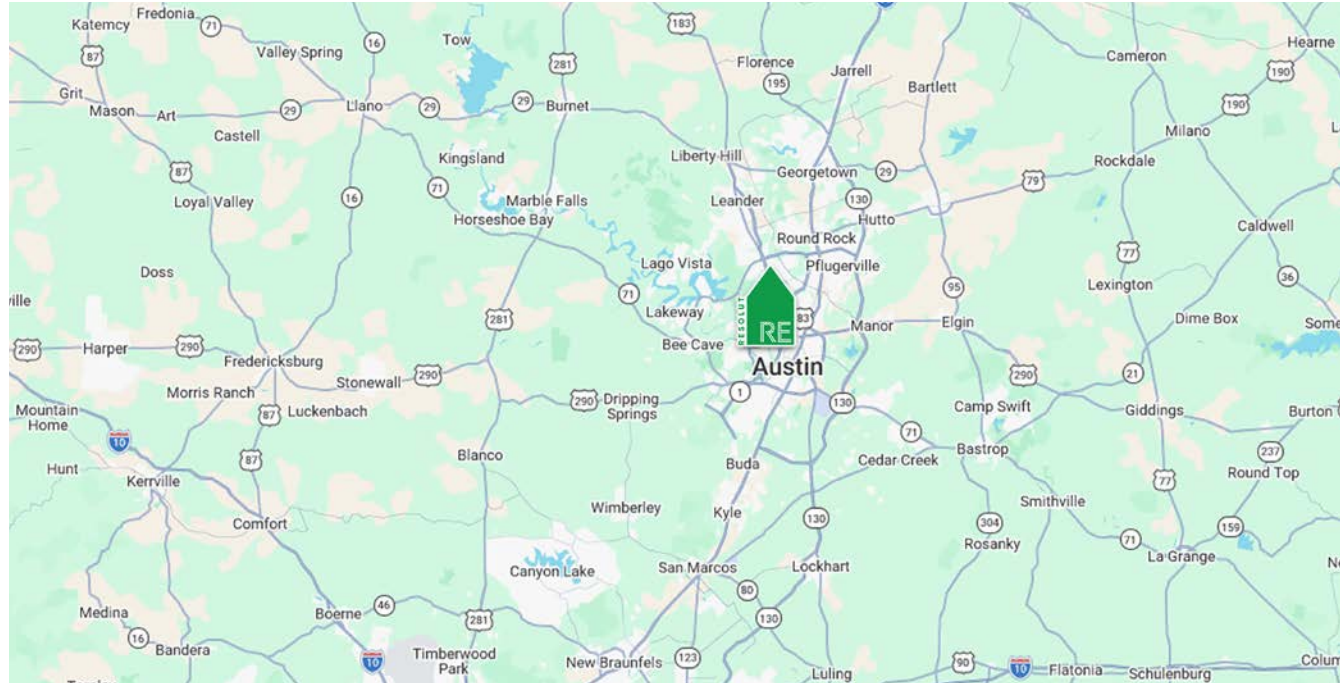 Fredonia
183
Katemcy
71
16
Tow
Hearne
Valley Spring
Florence
Cameron
87
281
Jarrell
190
195
Bartlett
Grit
29
29
Burnet
190
Mason
Art
29
Llano
Castell
Milano
Kingsland
Liberty Hill
Rockdale
87
Georgetown
29
79
71
Leander
130
Loyal Valley
16
Marble Falls
Hutto
Horseshoe Bay
Caldwell
Round Rock
77
Lago Vista
Pflugerville
Doss
36
71
95
Lexington
ville
RESOLUT
RE
Lakeway
281
83
Manor
Elgin
Dime Box
Some
290
Harper
290
Bee Cave
Fredericksburg
Austin
290
Stonewall
290
21
Morris Ranch
1
290
Dripping
Springs
130
Camp Swift
Giddings
Burton
Mountain
Home
87
Luckenbach
71
10
Bastrop
237
Blanco
Buda
Cedar Creek
Hunt
87
Round Top
Kerrville
77
Wimberley
Kyle
Smithville
Comfort
130
304
159
71
Rosanky
La Grange
Canyon Lake
San Marcos
Lockhart
80
Medina
46
Boerne
281
130
16
Bandera
Timberwood
Park
10
New Braunfels
123
90
10
Flatonia
Luling
Schulenburg